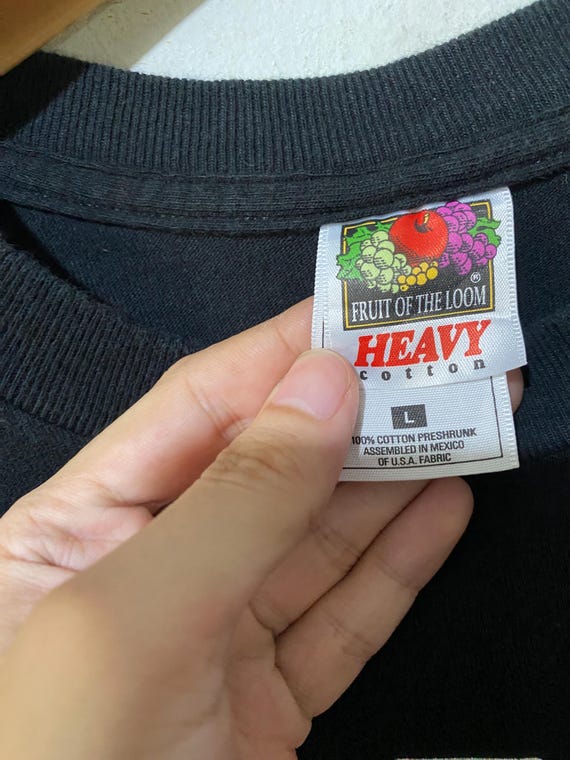 ®
FRUIT OF THE LOOM
HEAVY
cotton
L
100% COTTON PRESHRUNK
ASSEMBLED IN MEXICO
OF U.S.A. FABRIC